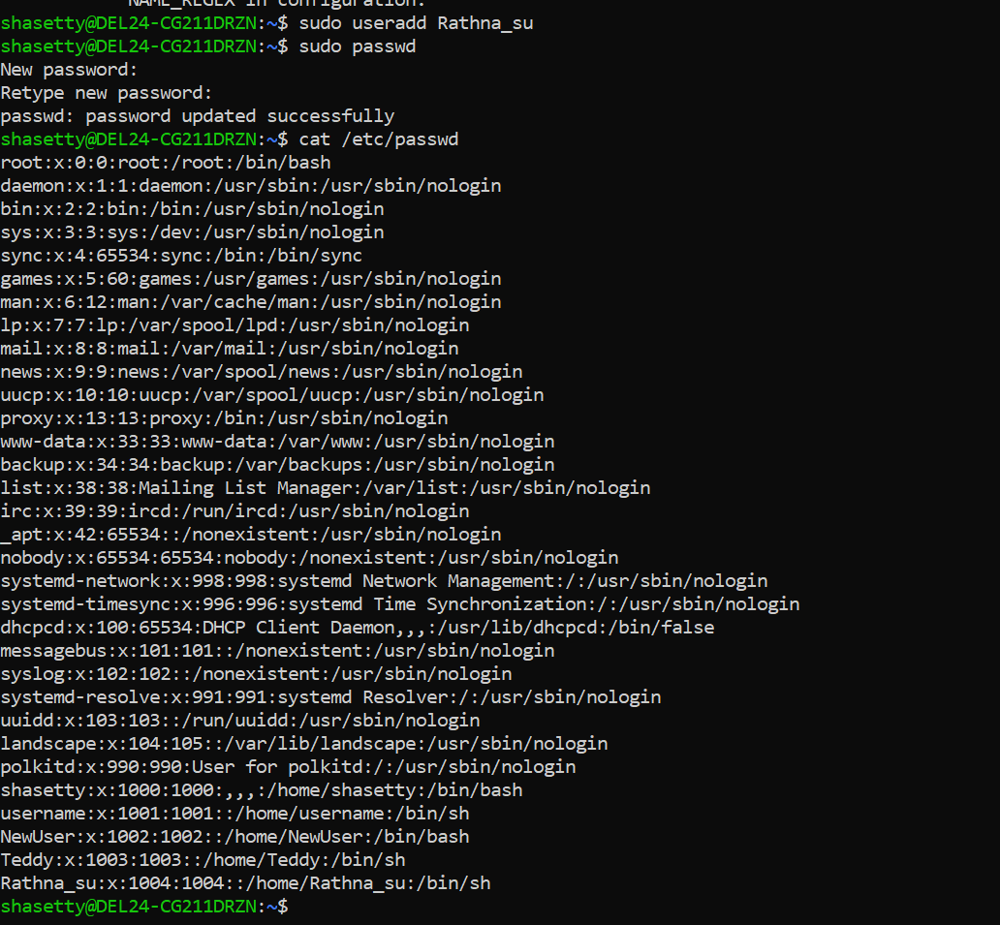 NAME_REGEX in configuration.
shasetty@DEL24-CG211DRZN:~$ sudo useradd Rathna_su
shasetty@DEL24-CG211DRZN:~$ sudo passwd
New password:
Retype new password:
passwd: password updated successfully
shasetty@DEL24-CG211DRZN:~$ cat /etc/passwd
root:x:0:0:root:/root:/bin/bash
daemon:x:1:1:daemon:/usr/sbin:/usr/sbin/nologin
bin:x:2:2:bin:/bin:/usr/sbin/nologin
sys:x:3:3:sys:/dev:/usr/sbin/nologin
sync:x:4:65534:sync:/bin:/bin/sync
games:x:5:60:games:/usr/games:/usr/sbin/nologin
man:x:6:12:man:/var/cache/man:/usr/sbin/nologin
lp:x:7:7:lp:/var/spool/lpd:/usr/sbin/nologin
mail:x:8:8:mail:/var/mail:/usr/sbin/nologin
news:x:9:9:news:/var/spool/news:/usr/sbin/nologin
uucp:x:10:10:uucp:/var/spool/uucp:/usr/sbin/nologin
proxy:x:13:13:proxy:/bin:/usr/sbin/nologin
www-data:x:33:33:www-data:/var/www:/usr/sbin/nologin
backup:x:34:34:backup:/var/backups:/usr/sbin/nologin
list:x:38:38:Mailing List Manager:/var/list:/usr/sbin/nologin
irc:x:39:39:ircd:/run/ircd:/usr/sbin/nologin
_apt:x:42:65534::/nonexistent:/usr/sbin/nologin
nobody:x:65534:65534:nobody:/nonexistent:/usr/sbin/nologin
systemd-network:x:998:998:systemd Network Management:/:/usr/sbin/nologin
systemd-timesync:x:996:996:systemd Time Synchronization:/:/usr/sbin/nologin
dhcpcd:x:100:65534:DHCP Client Daemon,,,:/usr/lib/dhcpcd:/bin/false
messagebus:x:101:101::/nonexistent:/usr/sbin/nologin
syslog:x:102:102::/nonexistent:/usr/sbin/nologin
systemd-resolve:x:991:991:systemd Resolver:/:/usr/sbin/nologin
uuidd:x:103:103::/run/uuidd:/usr/sbin/nologin
landscape:x:104:105::/var/lib/landscape:/usr/sbin/nologin
polkitd:x:990:990:User for polkitd:/:/usr/sbin/nologin
shasetty:x:1000:1000:,,,:/home/shasetty:/bin/bash
username:x:1001:1001::/home/username:/bin/sh
NewUser:x:1002:1002::/home/NewUser:/bin/bash
Teddy:x:1003:1003::/home/Teddy:/bin/sh
Rathna_su:x:1004:1004::/home/Rathna_su:/bin/sh
shasetty@DEL24-CG211DRZN:~$